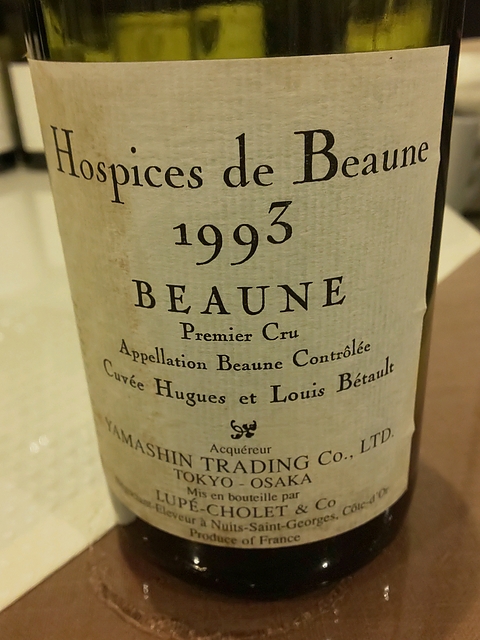 Hospices de Beaune
1993
BEAUNE
Premier Cru
Appellation Beaune Contrôlée
Cuvée Hugues et Louis Bétault
Acquéreur
YAMASHIN TRADING Co., LTD.
TOKYO - OSAKA
Mis en bouteille par
LUPÉ-CHOLET & Co
Négociant-Eleveur à Nuits-Saint-Georges, Côte-d'Or
Produce of France